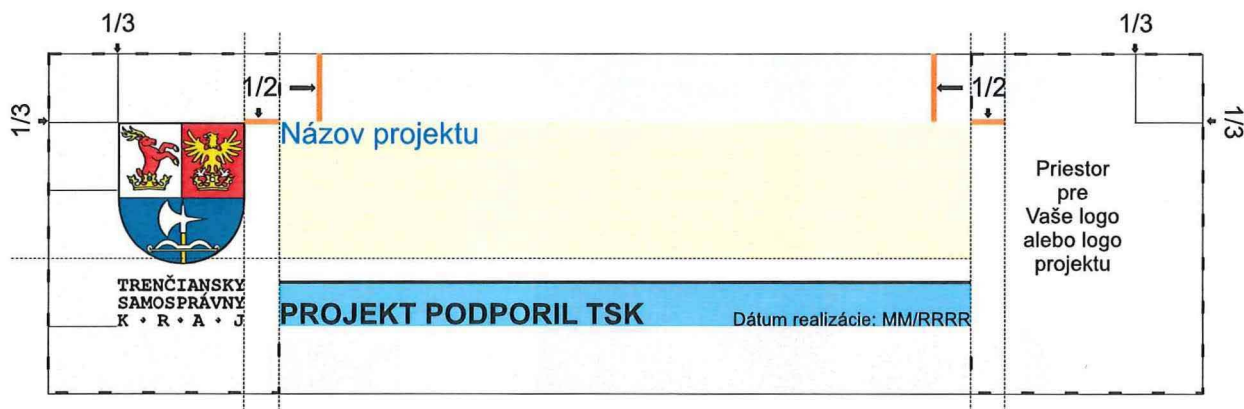 1/3
1/3
1/2
1/2
1/3
1/3
Názov projektu
Priestor
pre
Vaše logo
alebo logo
projektu
TRENČIANSKY
SAMOSPRÁVNY
K • R • A • J
PROJEKT PODPORIL TSK
Dátum realizácie: MM/RRRR